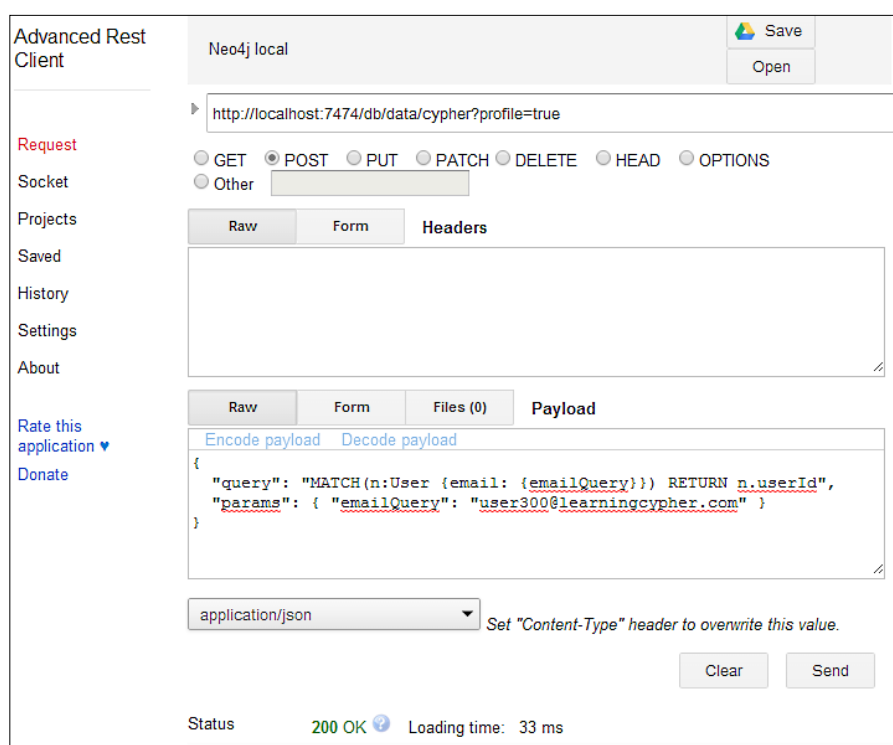 Advanced Rest
Client
Request
Socket
Projects
Saved
History
Settings
About
Rate this
application ♥
Donate
Neo4j local
Save
Open
http://localhost:7474/db/data/cypher?profile=true
GET POST PUT PATCH DELETE HEAD OPTIONS
Other
Raw Form Headers
Raw Form Files (0) Payload
Encode payload Decode payload
{
"query": "MATCH(n:User {email: {emailQuery}}) RETURN n.userId",
"params": { "emailQuery": "user300@learningcypher.com" }
}
application/json
Set "Content-Type" header to overwrite this value.
Clear Send
Status 200 OK ? Loading time: 33 ms